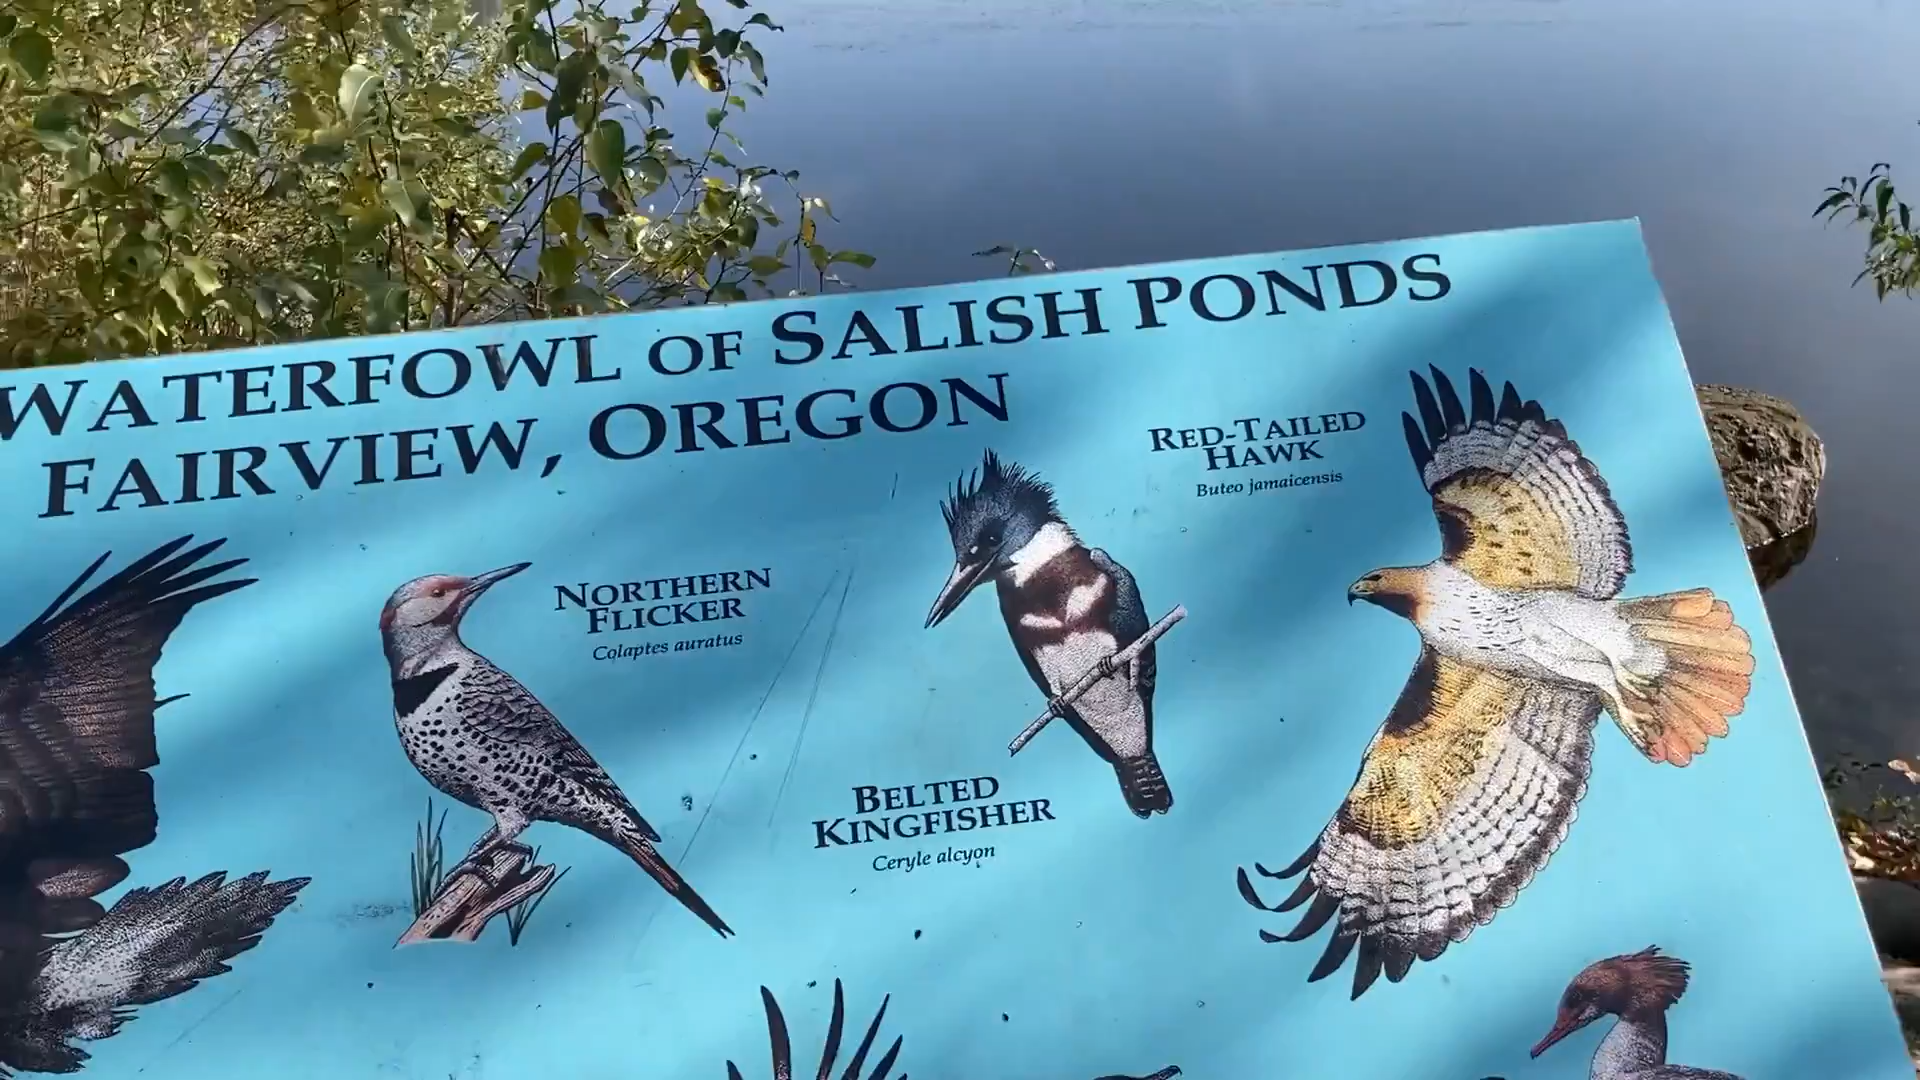 WATERFOWL OF SALISH PONDS
FAIRVIEW, OREGON
RED-TAILED
HAWK
Buteo jamaicensis
NORTHERN
FLICKER
Colaptes auratus
BELTED
KINGFISHER
Ceryle alcyon